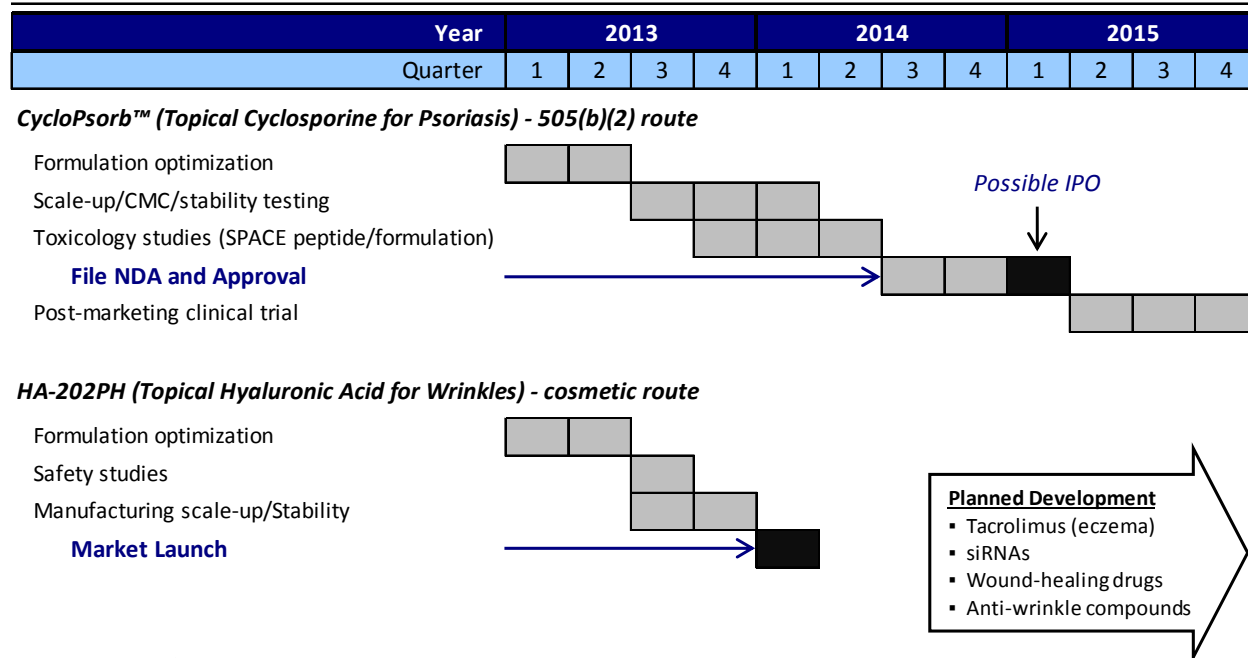 Year 2013 2014 2015
Quarter 1 2 3 4 1 2 3 4 1 2 3 4
CycloPsorb™ (Topical Cyclosporine for Psoriasis) - 505(b)(2) route
Formulation optimization
Possible IPO
Scale-up/CMC/stability testing
Toxicology studies (SPACE peptide/formulation)
File NDA and Approval
Post-marketing clinical trial
HA-202PH (Topical Hyaluronic Acid for Wrinkles) - cosmetic route
Formulation optimization
Safety studies
Manufacturing scale-up/Stability
Market Launch
Planned Development
▪ Tacrolimus (eczema)
▪ siRNAs
▪ Wound-healing drugs
▪ Anti-wrinkle compounds